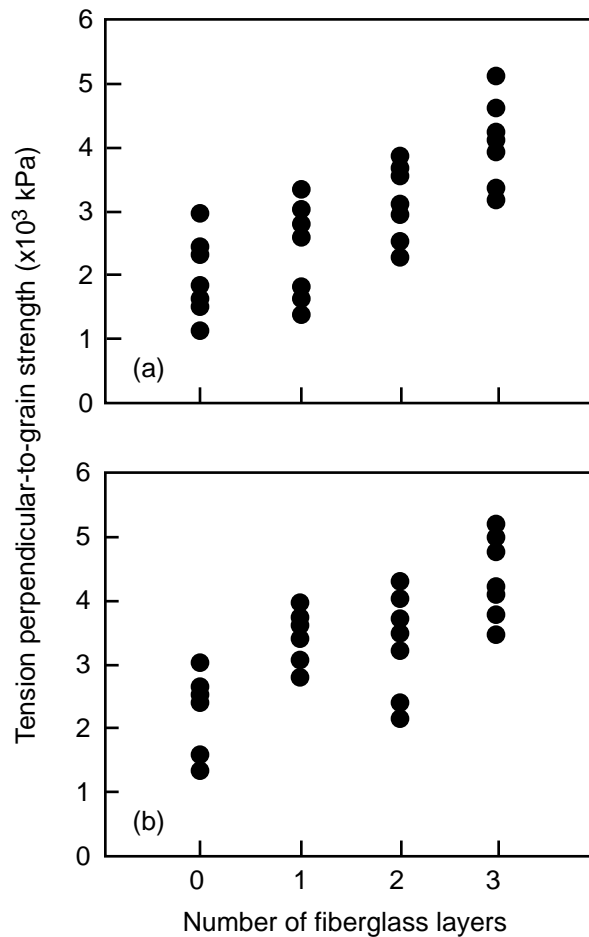 Tension perpendicular-to-grain strength (x10³ kPa)
6
5
4
3
2
1
0
(a)
6
5
4
3
2
1
0
(b)
0 1 2 3
Number of fiberglass layers